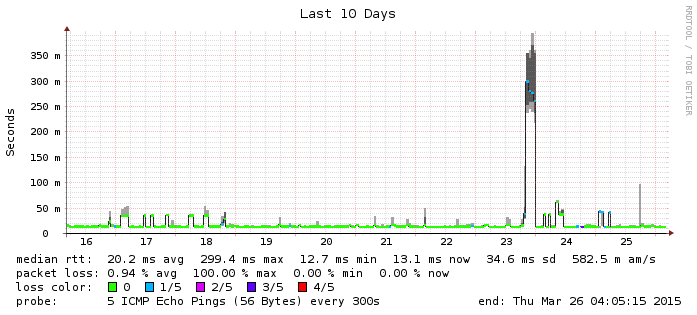 Last 10 Days
RRDTOOL / TOBI OETIKER
Seconds
350 m
300 m
250 m
200 m
150 m
100 m
50 m
0
16 17 18 19 20 21 22 23 24 25
median rtt: 20.2 ms avg 299.4 ms max 12.7 ms min 13.1 ms now 34.6 ms sd 582.5 m am/s
packet loss: 0.94 % avg 100.00 % max 0.00 % min 0.00 % now
loss color: 0 1/5 2/5 3/5 4/5
probe: 5 ICMP Echo Pings (56 Bytes) every 300s end: Thu Mar 26 04:05:15 2015